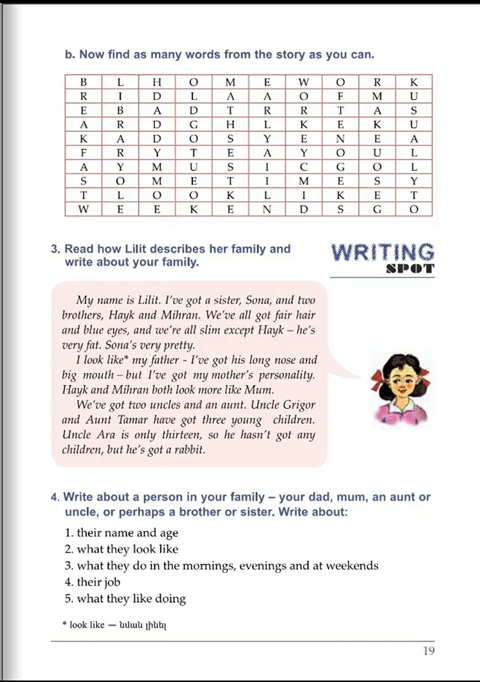 b. Now find as many words from the story as you can.
B L H O M E W O R K
R I D L A A O F M U
E B A D T R R T A S
A R D G H L K E K U
K A D O S Y E N E A
F R Y T E A Y O U L
A Y M U S I C G O L
S O M E T I M E S Y
T L O O K L I K E T
W E E K E N D S G O
3. Read how Lilit describes her family and
write about your family.
WRITING
SPOT
My name is Lilit. I've got a sister, Sona, and two
brothers, Hayk and Mihran. We've all got fair hair
and blue eyes, and we're all slim except Hayk – he's
very fat. Sona's very pretty.
I look like* my father - I've got his long nose and
big mouth – but I've got my mother's personality.
Hayk and Mihran both look more like Mum.
We've got two uncles and an aunt. Uncle Grigor
and Aunt Tamar have got three young children.
Uncle Ara is only thirteen, so he hasn't got any
children, but he's got a rabbit.
4. Write about a person in your family – your dad, mum, an aunt or
uncle, or perhaps a brother or sister. Write about:
1. their name and age
2. what they look like
3. what they do in the mornings, evenings and at weekends
4. their job
5. what they like doing
* look like — նման լինել
19